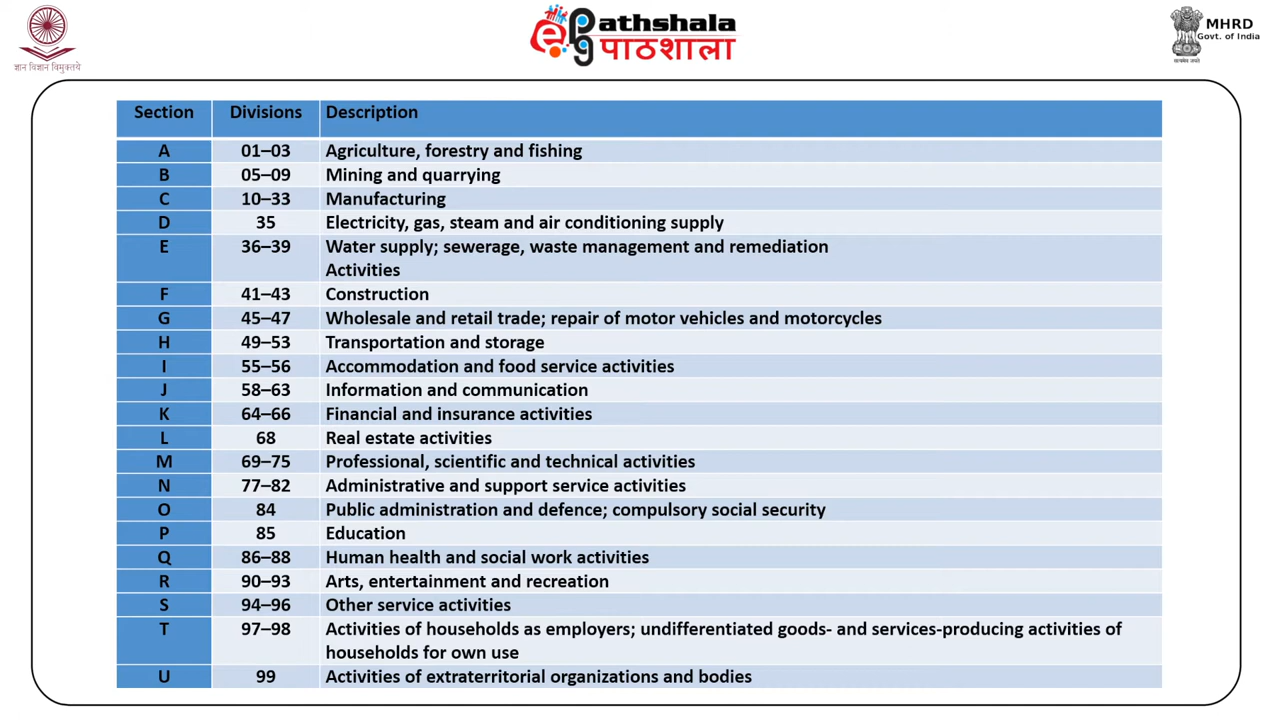 ज्ञान विज्ञान विमुक्तये
e pg Pathshala
पाठशाला
MHRD
Govt. of India
सत्यमेव जयते
Section Divisions Description
A 01–03 Agriculture, forestry and fishing
B 05–09 Mining and quarrying
C 10–33 Manufacturing
D 35 Electricity, gas, steam and air conditioning supply
E 36–39 Water supply; sewerage, waste management and remediation
Activities
F 41–43 Construction
G 45–47 Wholesale and retail trade; repair of motor vehicles and motorcycles
H 49–53 Transportation and storage
I 55–56 Accommodation and food service activities
J 58–63 Information and communication
K 64–66 Financial and insurance activities
L 68 Real estate activities
M 69–75 Professional, scientific and technical activities
N 77–82 Administrative and support service activities
O 84 Public administration and defence; compulsory social security
P 85 Education
Q 86–88 Human health and social work activities
R 90–93 Arts, entertainment and recreation
S 94–96 Other service activities
T 97–98 Activities of households as employers; undifferentiated goods- and services-producing activities of
households for own use
U 99 Activities of extraterritorial organizations and bodies